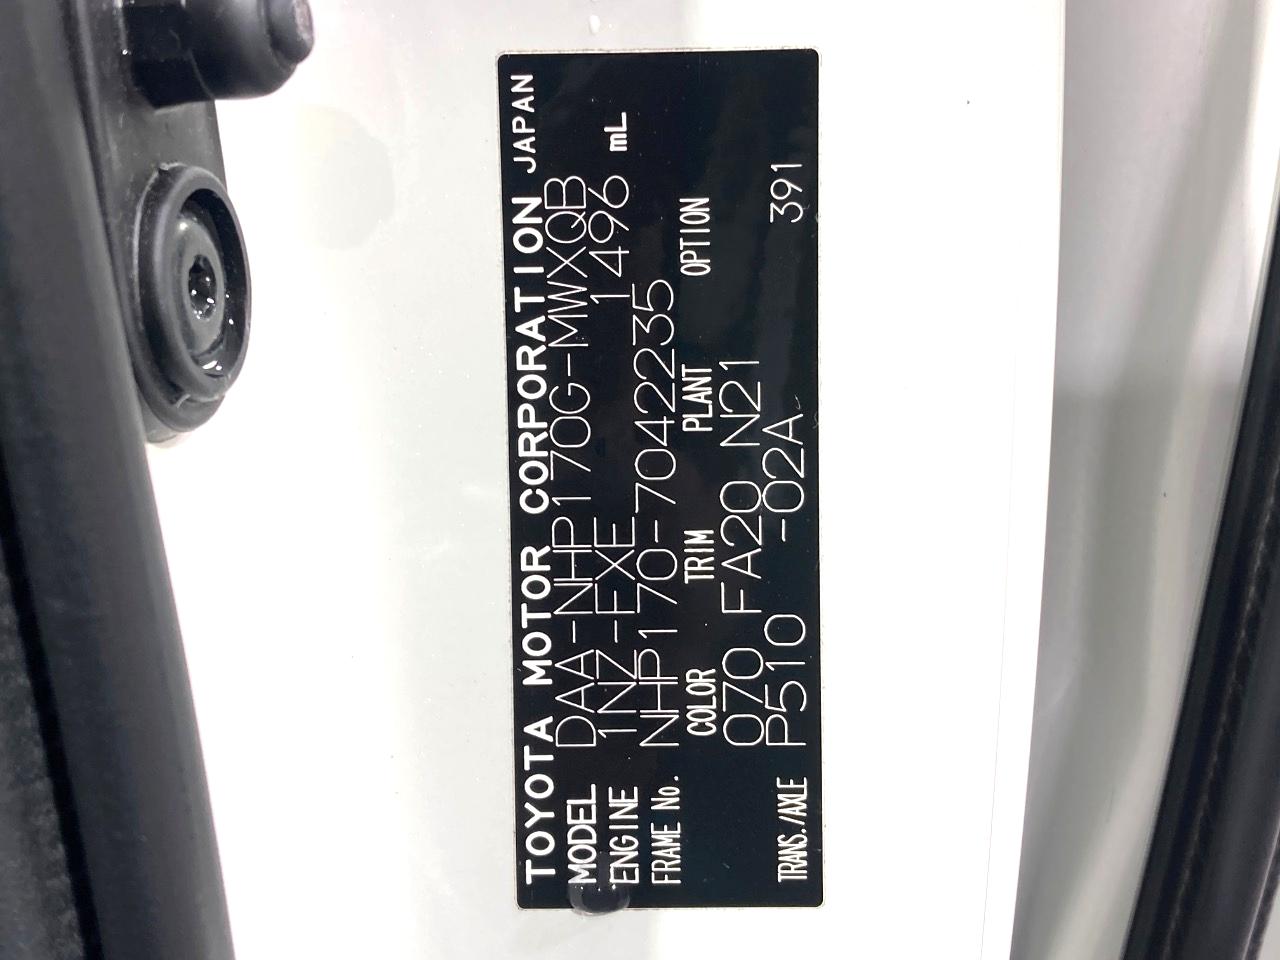 TOYOTA MOTOR CORPORATION JAPAN
MODEL DAA-NHP170G-MWXQB
ENGINE 1NZ-FXE 1496 mL
FRAME No. NHP170-7042235
COLOR TRIM PLANT OPTION
070 FA20 N21
TRANS./AXLE P510 -02A 391